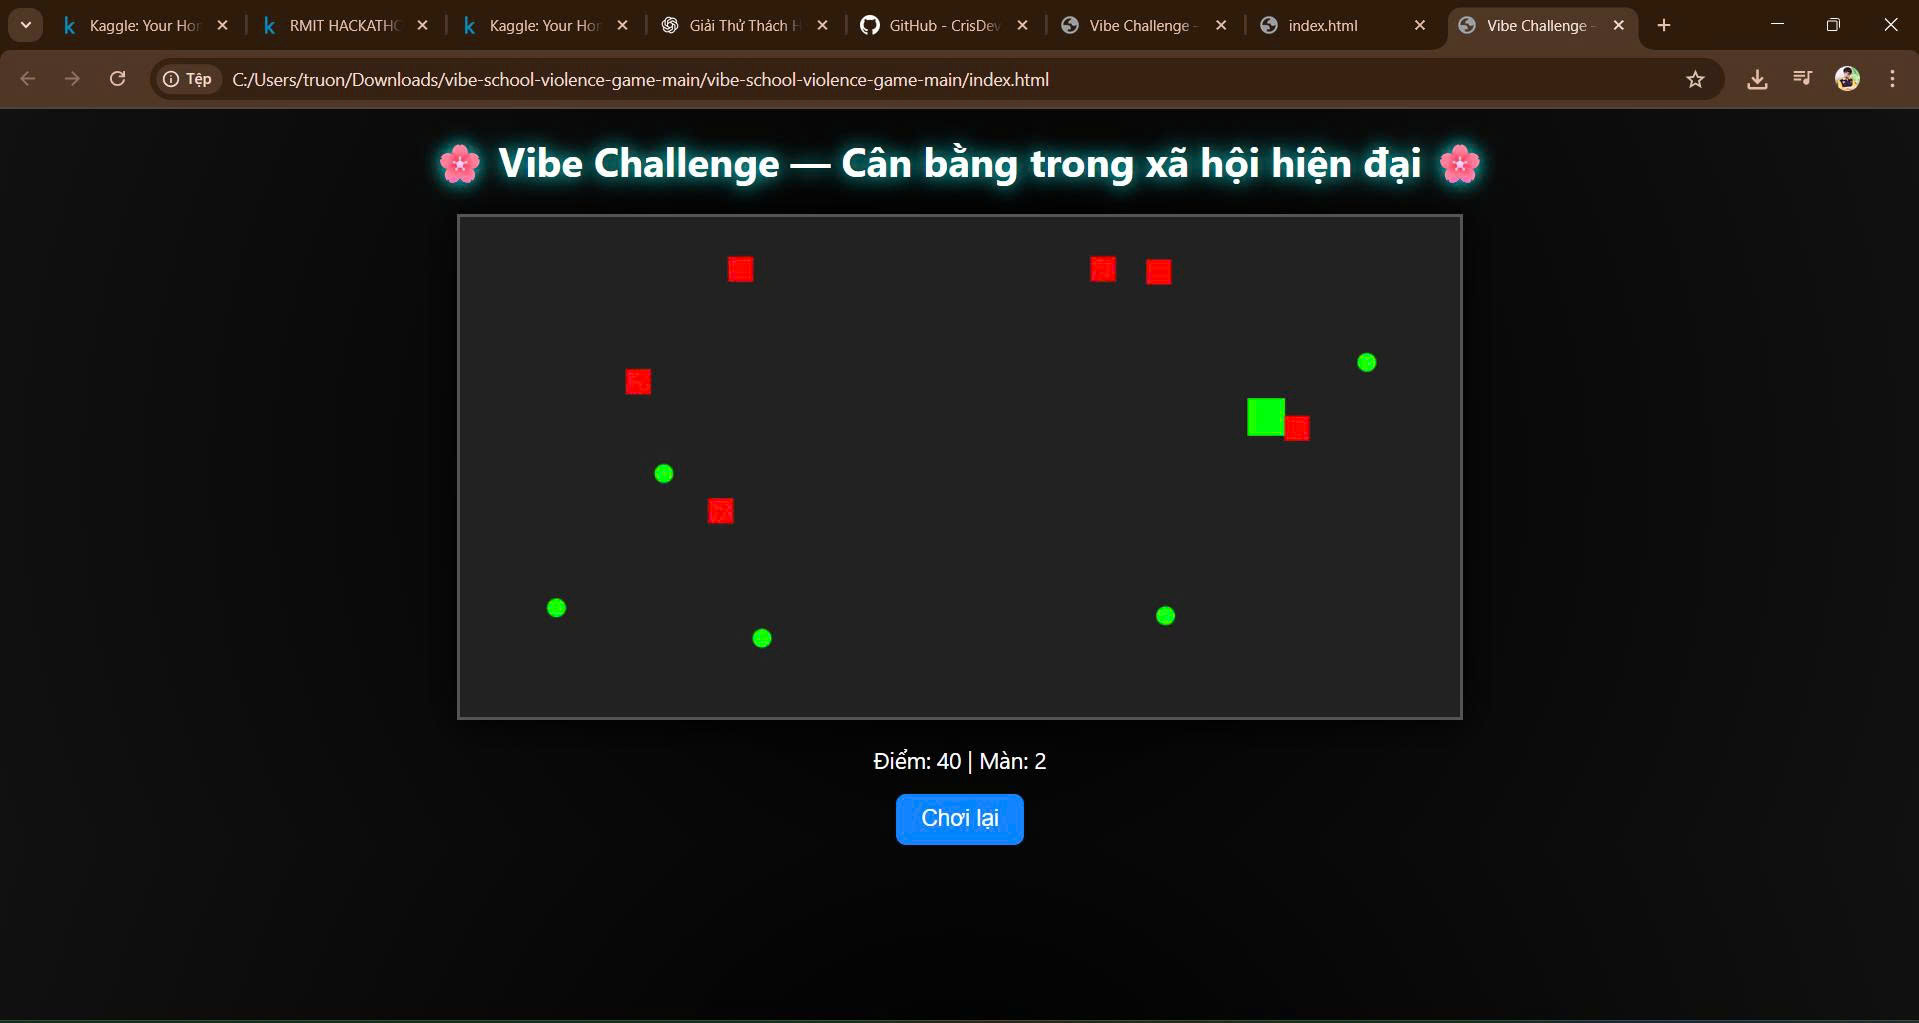 Kaggle: Your Hor
RMIT HACKATHO
Kaggle: Your Hor
Giải Thử Thách H
GitHub - CrisDev
Vibe Challenge -
index.html
Vibe Challenge -
Tệp
C:/Users/truon/Downloads/vibe-school-violence-game-main/vibe-school-violence-game-main/index.html
🌸 Vibe Challenge — Cân bằng trong xã hội hiện đại 🌸
Điểm: 40 | Màn: 2
Chơi lại